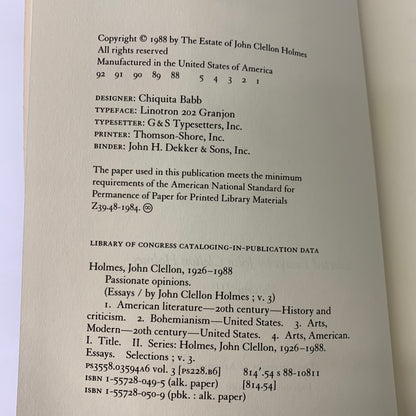 Copyright © 1988 by The Estate of John Clellon Holmes
All rights reserved
Manufactured in the United States of America
92 91 90 89 88 5 4 3 2 1
DESIGNER: Chiquita Babb
TYPEFACE: Linotron 202 Granjon
TYPESETTER: G&S Typesetters, Inc.
PRINTER: Thomson-Shore, Inc.
BINDER: John H. Dekker & Sons, Inc.
The paper used in this publication meets the minimum
requirements of the American National Standard for
Permanence of Paper for Printed Library Materials
Z39.48-1984. ♾
LIBRARY OF CONGRESS CATALOGING-IN-PUBLICATION DATA
Holmes, John Clellon, 1926–1988
Passionate opinions.
(Essays / by John Clellon Holmes ; v. 3)
1. American literature—20th century—History and
criticism. 2. Bohemianism—United States. 3. Arts,
Modern—20th century—United States. 4. Arts, American.
I. Title. II. Series: Holmes, John Clellon, 1926–1988.
Essays. Selections ; v. 3.
PS3558.O3594A6 vol. 3 [PS228.B6] 814'.54 s 88-10811
ISBN 1-55728-049-5 (alk. paper) [814.54]
ISBN 1-55728-050-9 (pbk. : alk. paper)